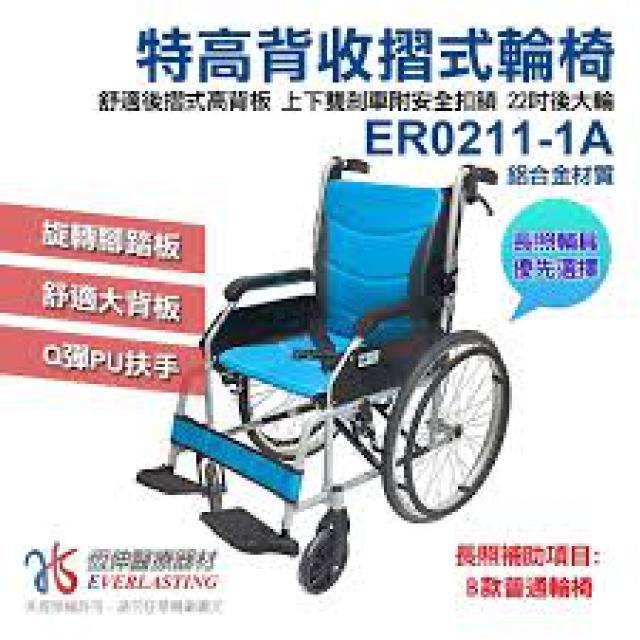 特高背收摺式輪椅
舒適後摺式高背板 上下雙剎車附安全扣鎖 22吋後大輪
ER0211-1A
鋁合金材質
長照輔具
優先選擇
旋轉腳踏板
舒適大背板
Q彈PU扶手
恆伸醫療器材
EVERLASTING
長照補助項目:
B款普通輪椅